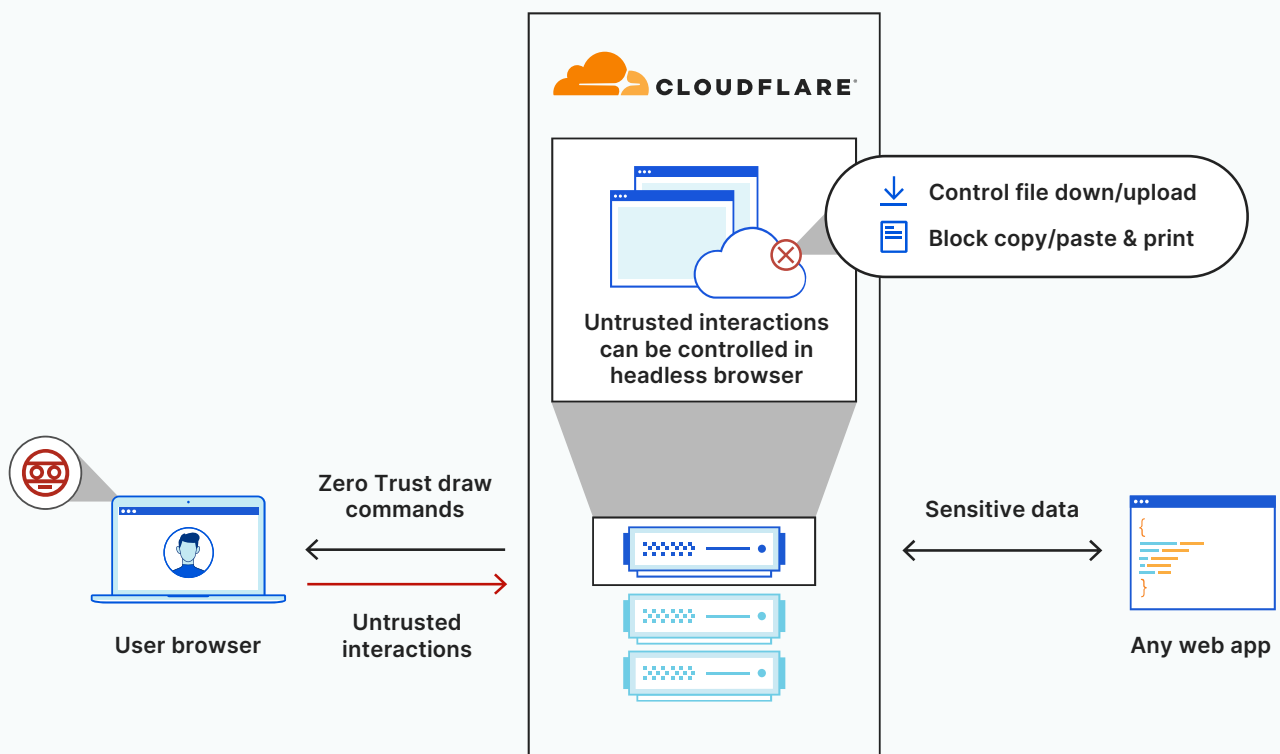 CLOUDFLARE
Control file down/upload
Block copy/paste & print
Untrusted interactions
can be controlled in
headless browser
Zero Trust draw
commands
Untrusted
interactions
User browser
Sensitive data
{
}
Any web app